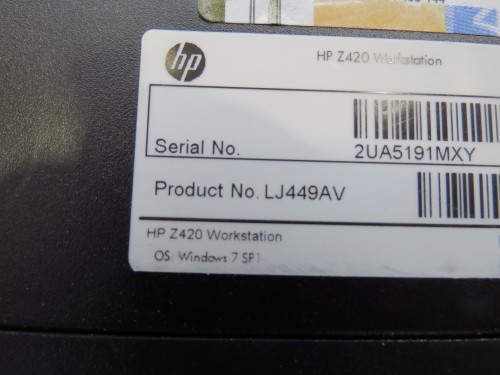 hp
HP Z420 Workstation
Serial No.
2UA5191MXY
Product No. LJ449AV
HP Z420 Workstation
OS: Windows 7 SP1